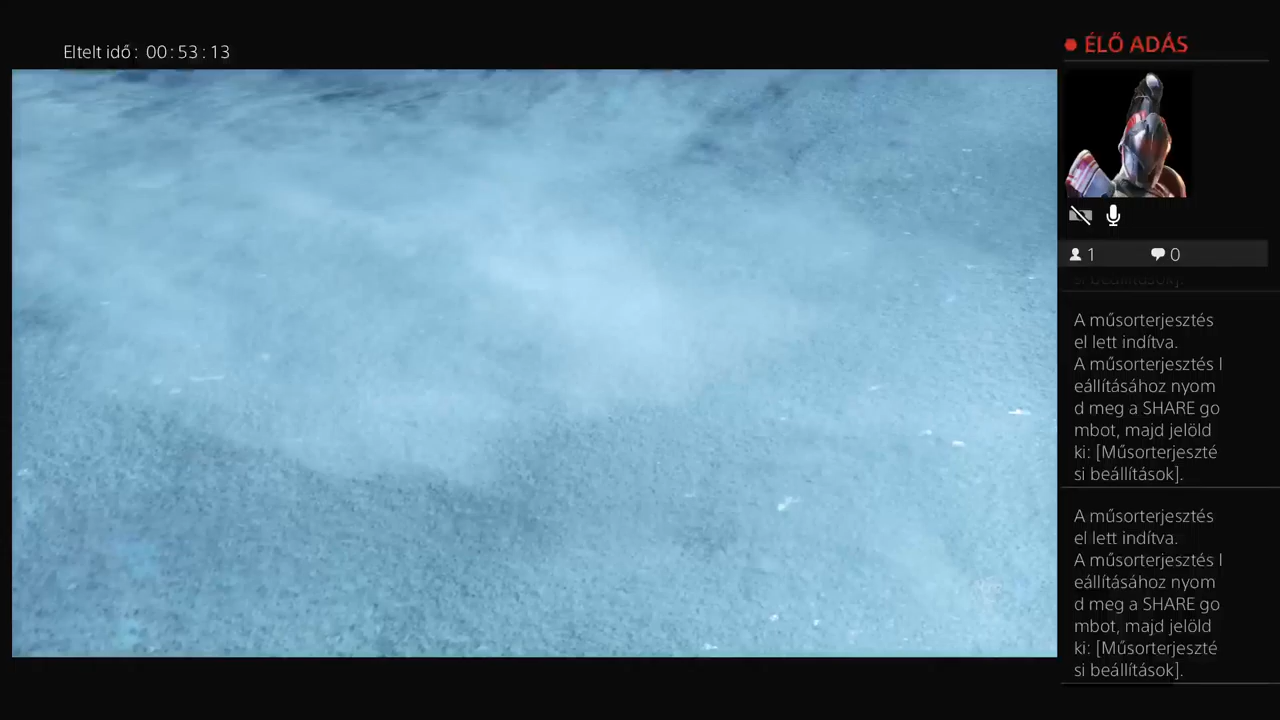 Eltelt idő: 00:53:13
ÉLŐ ADÁS
1
0
si beállítások].
A műsorterjesztés
el lett indítva.
A műsorterjesztés l
eállításához nyom
d meg a SHARE go
mbot, majd jelöld
ki: [Műsorterjeszté
si beállítások].
A műsorterjesztés
el lett indítva.
A műsorterjesztés l
eállításához nyom
d meg a SHARE go
mbot, majd jelöld
ki: [Műsorterjeszté
si beállítások].